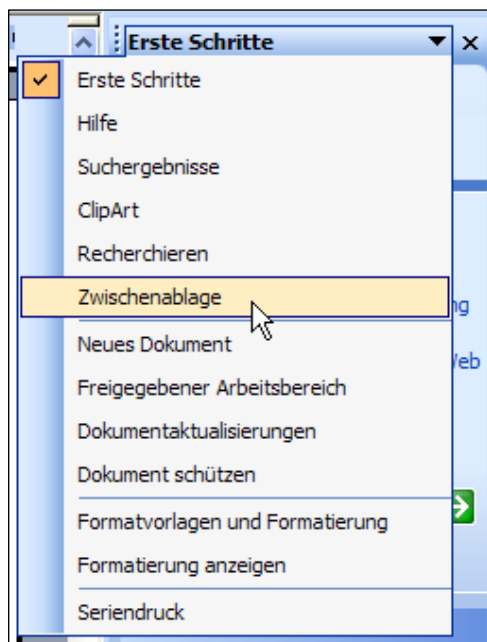 Erste Schritte
Erste Schritte
Hilfe
Suchergebnisse
ClipArt
Recherchieren
Zwischenablage
Neues Dokument
Freigegebener Arbeitsbereich
Dokumentaktualisierungen
Dokument schützen
Formatvorlagen und Formatierung
Formatierung anzeigen
Seriendruck